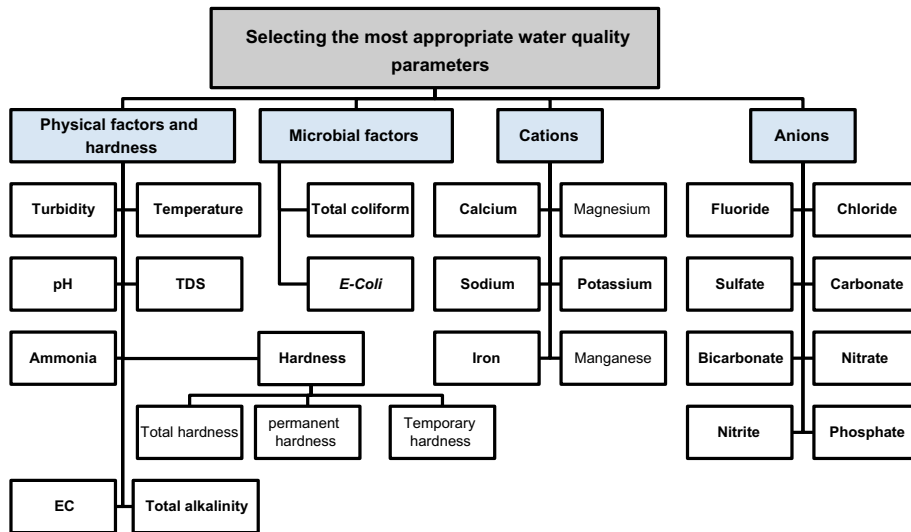 Selecting the most appropriate water quality
parameters
Physical factors and
hardness
Microbial factors
Cations
Anions
Turbidity
Temperature
Total coliform
Calcium
Magnesium
Fluoride
Chloride
pH
TDS
E-Coli
Sodium
Potassium
Sulfate
Carbonate
Ammonia
Hardness
Iron
Manganese
Bicarbonate
Nitrate
Total hardness
permanent
hardness
Temporary
hardness
Nitrite
Phosphate
EC
Total alkalinity